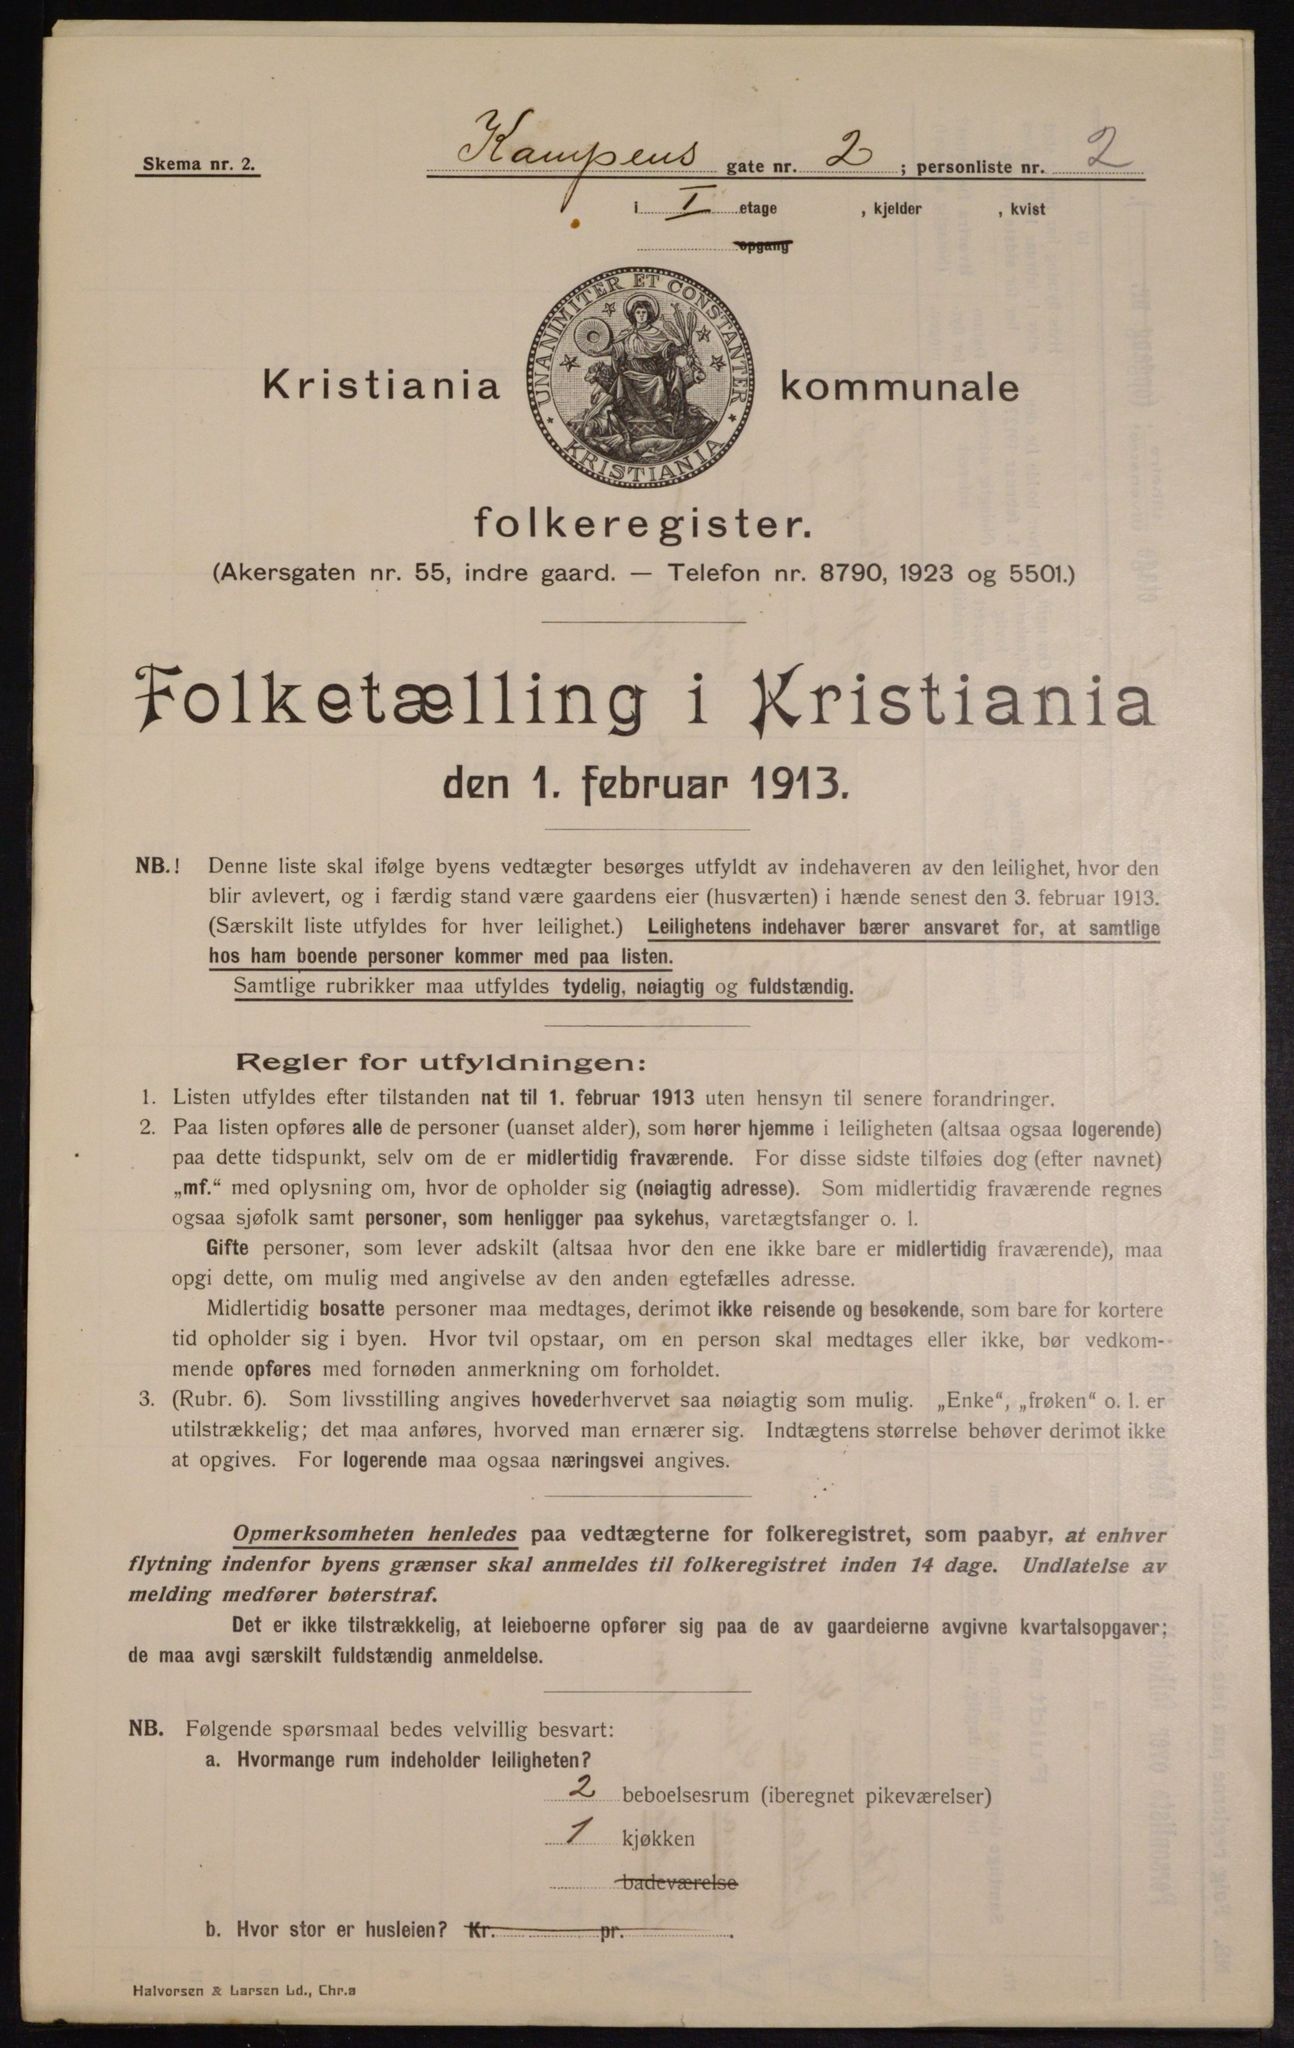 Skema nr. 2.
Kampens gate nr. 2 ; personliste nr. 2
i I etage , kjelder , kvist
opgang
UNANIMITER ET CONSTANTER
KRISTIANIA
Kristiania kommunale
folkeregister.
(Akersgaten nr. 55, indre gaard. — Telefon nr. 8790, 1923 og 5501.)
Folketælling i Kristiania
den 1. februar 1913.
NB.! Denne liste skal ifølge byens vedtægter besørges utfyldt av indehaveren av den leilighet, hvor den
blir avlevert, og i færdig stand være gaardens eier (husværten) i hænde senest den 3. februar 1913.
(Særskilt liste utfyldes for hver leilighet.) Leilighetens indehaver bærer ansvaret for, at samtlige
hos ham boende personer kommer med paa listen.
Samtlige rubrikker maa utfyldes tydelig, nøiagtig og fuldstændig.
Regler for utfyldningen:
1. Listen utfyldes efter tilstanden nat til 1. februar 1913 uten hensyn til senere forandringer.
2. Paa listen opføres alle de personer (uanset alder), som hører hjemme i leiligheten (altsaa ogsaa logerende)
paa dette tidspunkt, selv om de er midlertidig fraværende. For disse sidste tilføies dog (efter navnet)
„mf.“ med oplysning om, hvor de opholder sig (nøiagtig adresse). Som midlertidig fraværende regnes
ogsaa sjøfolk samt personer, som henligger paa sykehus, varetægtsfanger o. l.
Gifte personer, som lever adskilt (altsaa hvor den ene ikke bare er midlertidig fraværende), maa
opgi dette, om mulig med angivelse av den anden egtefælles adresse.
Midlertidig bosatte personer maa medtages, derimot ikke reisende og besøkende, som bare for kortere
tid opholder sig i byen. Hvor tvil opstaar, om en person skal medtages eller ikke, bør vedkom-
mende opføres med fornøden anmerkning om forholdet.
3. (Rubr. 6). Som livsstilling angives hovederhvervet saa nøiagtig som mulig. „Enke“, „frøken“ o. l. er
utilstrækkelig; det maa anføres, hvorved man ernærer sig. Indtægtens størrelse behøver derimot ikke
at opgives. For logerende maa ogsaa næringsvei angives.
Opmerksomheten henledes paa vedtægterne for folkeregistret, som paabyr, at enhver
flytning indenfor byens grænser skal anmeldes til folkeregistret inden 14 dage. Undlatelse av
melding medfører bøterstraf.
Det er ikke tilstrækkelig, at leieboerne opfører sig paa de av gaardeierne avgivne kvartalsopgaver;
de maa avgi særskilt fuldstændig anmeldelse.
NB. Følgende spørsmaal bedes velvillig besvart:
a. Hvormange rum indeholder leiligheten?
2 beboelsesrum (iberegnet pikeværelser)
1 kjøkken
badeværelse
b. Hvor stor er husleien? Kr. pr. .
Halvorsen & Larsen Ld., Chr.a